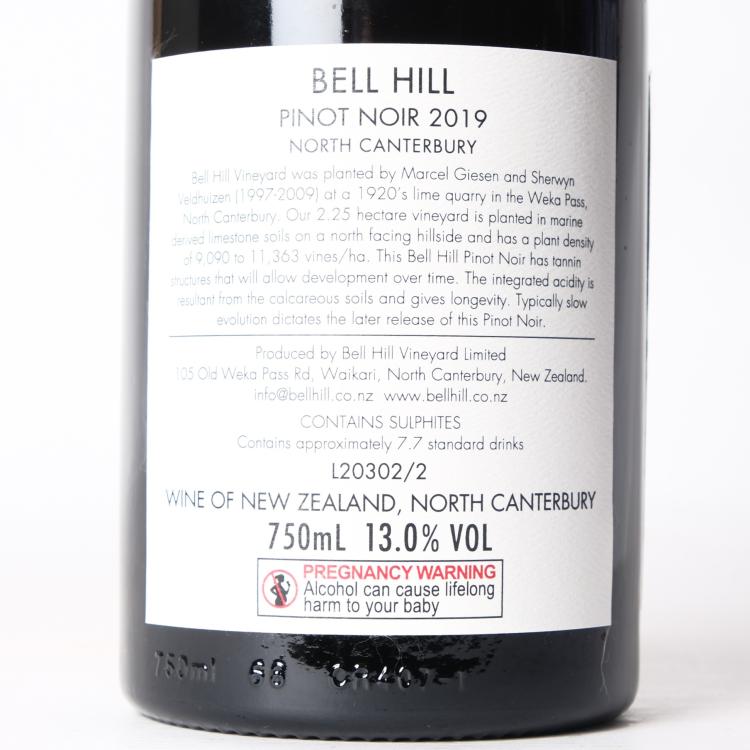 BELL HILL
PINOT NOIR 2019
NORTH CANTERBURY
Bell Hill Vineyard was planted by Marcel Giesen and Sherwyn
Veldhuizen (1997-2009) at a 1920's lime quarry in the Weka Pass,
North Canterbury. Our 2.25 hectare vineyard is planted in marine
derived limestone soils on a north facing hillside and has a plant density
of 9,090 to 11,363 vines/ha. This Bell Hill Pinot Noir has tannin
structures that will allow development over time. The integrated acidity is
resultant from the calcareous soils and gives longevity. Typically slow
evolution dictates the later release of this Pinot Noir.
Produced by Bell Hill Vineyard Limited
105 Old Weka Pass Rd, Waikari, North Canterbury, New Zealand.
info@bellhill.co.nz www.bellhill.co.nz
CONTAINS SULPHITES
Contains approximately 7.7 standard drinks
L20302/2
WINE OF NEW ZEALAND, NORTH CANTERBURY
750mL 13.0% VOL
PREGNANCY WARNING
Alcohol can cause lifelong
harm to your baby
750ml 68